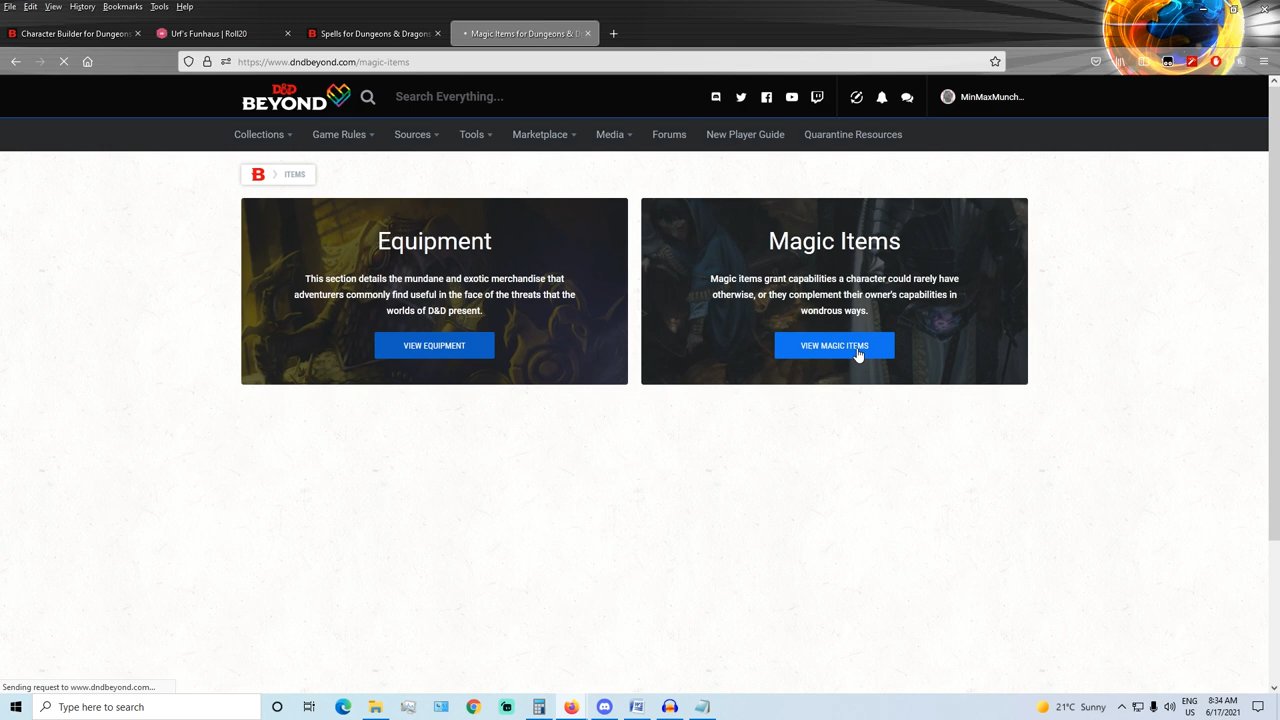 File Edit View History Bookmarks Tools Help
Character Builder for Dungeons
Urf's Funhaus | Roll20
Spells for Dungeons & Dragons
Magic Items for Dungeons & D
https://www.dndbeyond.com/magic-items
D&D BEYOND
Search Everything...
MinMaxMunch...
Collections Game Rules Sources Tools Marketplace Media Forums New Player Guide Quarantine Resources
B ITEMS
Equipment
This section details the mundane and exotic merchandise that
adventurers commonly find useful in the face of the threats that the
worlds of D&D present.
VIEW EQUIPMENT
Magic Items
Magic items grant capabilities a character could rarely have
otherwise, or they complement their owner's capabilities in
wondrous ways.
VIEW MAGIC ITEMS
Sending request to www.dndbeyond.com...
Type here to search
21°C Sunny
ENG
US
8:34 AM
6/17/2021